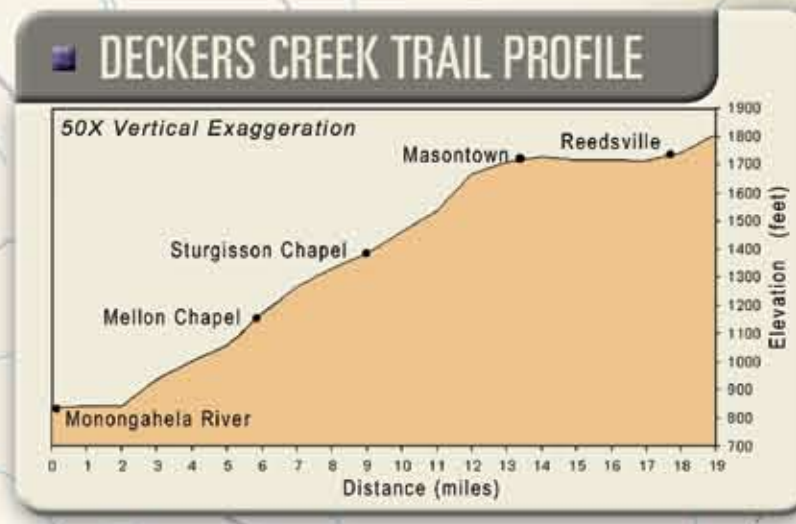 DECKERS CREEK TRAIL PROFILE
50X Vertical Exaggeration
Masontown
Reedsville
Sturgisson Chapel
Mellon Chapel
Monongahela River
1900
1800
1700
1600
1500
1400
1300
1200
1100
1000
900
800
700
Elevation (feet)
0 1 2 3 4 5 6 7 8 9 10 11 12 13 14 15 16 17 18 19
Distance (miles)